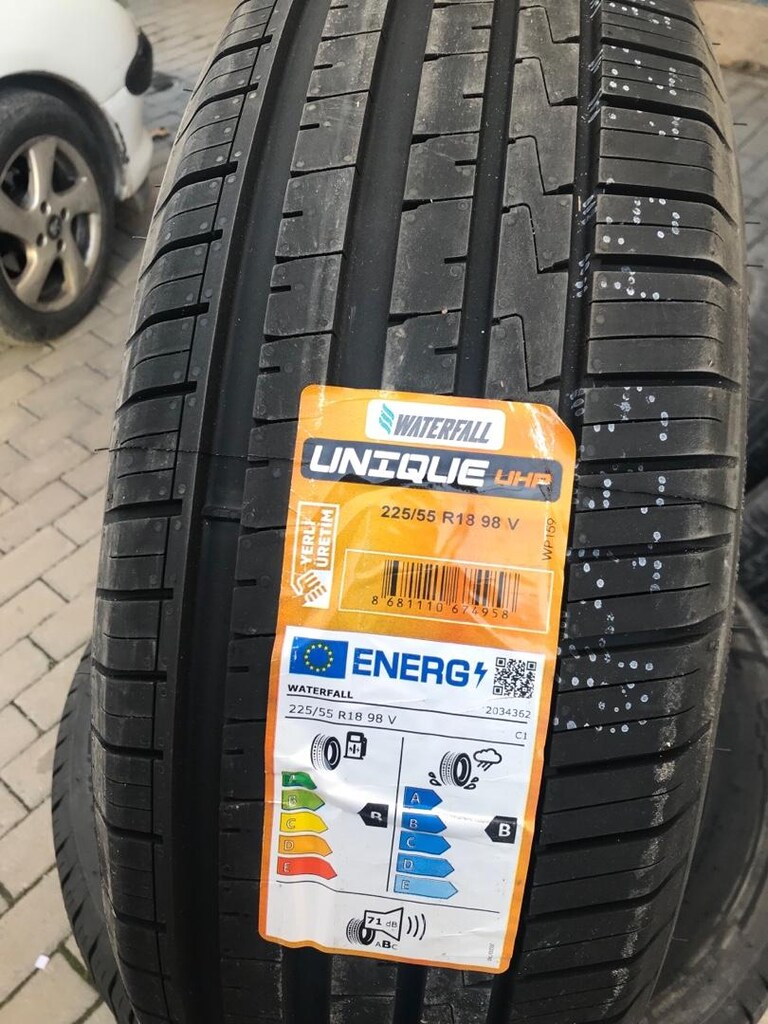 WATERFALL
UNIQUE UHP
225/55 R18 98 V
WP159
YERLİ
ÜRETİM
8 681110 674958
ENERG
WATERFALL
2034362
225/55 R18 98 V
C1
A
B
C
D
E
B
A
B
C
D
E
B
71 dB
ABC